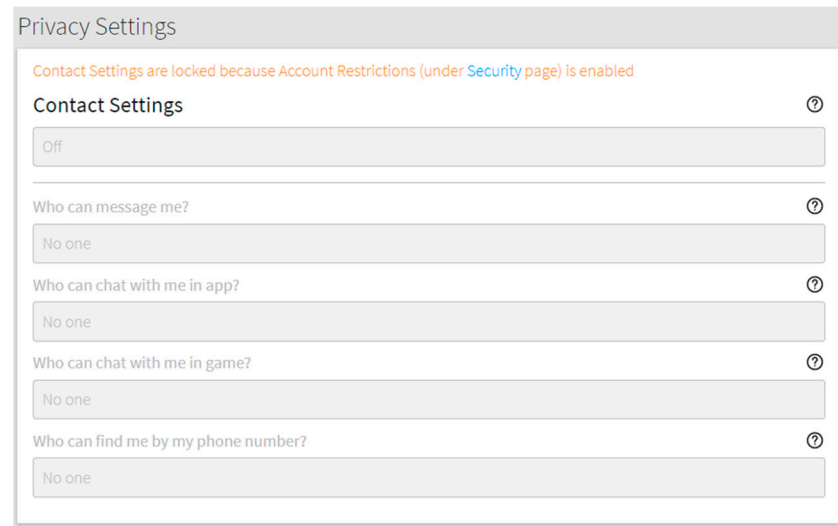 Privacy Settings
Contact Settings are locked because Account Restrictions (under Security page) is enabled
Contact Settings
Off
Who can message me?
No one
Who can chat with me in app?
No one
Who can chat with me in game?
No one
Who can find me by my phone number?
No one